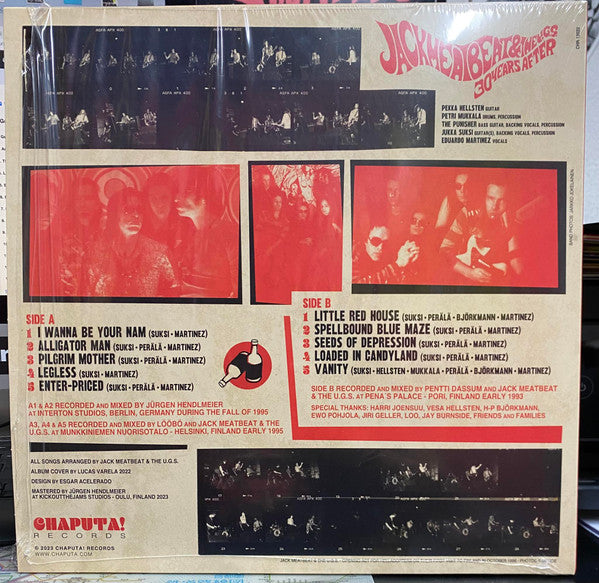 AGFA APX 400
JACK MEATBEAT & THE U.G.S.
30 YEARS AFTER
PEKKA HELLSTEN GUITAR
PETRI MUKKALA DRUMS, PERCUSSION
THE PUNISHER BASS GUITAR, BACKING VOCALS, PERCUSSION
JUKKA SUKSI GUITAR(S), BACKING VOCALS, PERCUSSION
EDUARDO MARTINEZ VOCALS
BAND PHOTOS: JARKKO JOKELAINEN
SIDE A
1 I WANNA BE YOUR NAM (SUKSI • MARTINEZ)
2 ALLIGATOR MAN (SUKSI • PERÄLÄ • MARTINEZ)
3 PILGRIM MOTHER (SUKSI • PERÄLÄ • MARTINEZ)
4 LEGLESS (SUKSI • MARTINEZ)
5 ENTER-PRICED (SUKSI • PERÄLÄ • MARTINEZ)
A1 & A2 RECORDED AND MIXED BY JÜRGEN HENDLMEIER
AT INTERTON STUDIOS, BERLIN, GERMANY DURING THE FALL OF 1995
A3, A4 & A5 RECORDED AND MIXED BY LÖÖBÖ AND JACK MEATBEAT & THE
U.G.S. AT MUNKKINIEMEN NUORISOTALO - HELSINKI, FINLAND EARLY 1995
SIDE B
1 LITTLE RED HOUSE (SUKSI • PERÄLÄ • BJÖRKMANN • MARTINEZ)
2 SPELLBOUND BLUE MAZE (SUKSI • PERÄLÄ • MARTINEZ)
3 SEEDS OF DEPRESSION (SUKSI • PERÄLÄ • MARTINEZ)
4 LOADED IN CANDYLAND (SUKSI • PERÄLÄ • MARTINEZ)
5 VANITY (SUKSI • HELLSTEN • MUKKALA • PERÄLÄ • BJÖRKMANN • MARTINEZ)
SIDE B RECORDED AND MIXED BY PENTTI DASSUM AND JACK MEATBEAT
& THE U.G.S. AT PENA´S PALACE - PORI, FINLAND EARLY 1993
SPECIAL THANKS: HARRI JOENSUU, VESA HELLSTEN, H-P BJÖRKMANN,
EWO POHJOLA, JIRI GELLER, LOO, JAY BURNSIDE, FRIENDS AND FAMILIES
ALL SONGS ARRANGED BY JACK MEATBEAT & THE U.G.S.
ALBUM COVER BY LUCAS VARELA 2022
DESIGN BY ESGAR ACELERADO
MASTERED BY JÜRGEN HENDLMEIER
AT KICKOUTTHEJAMS STUDIOS - OULU, FINLAND 2023
CHAPUTA!
RECORDS
© 2023 CHAPUTA! RECORDS
CHAPUTA.COM